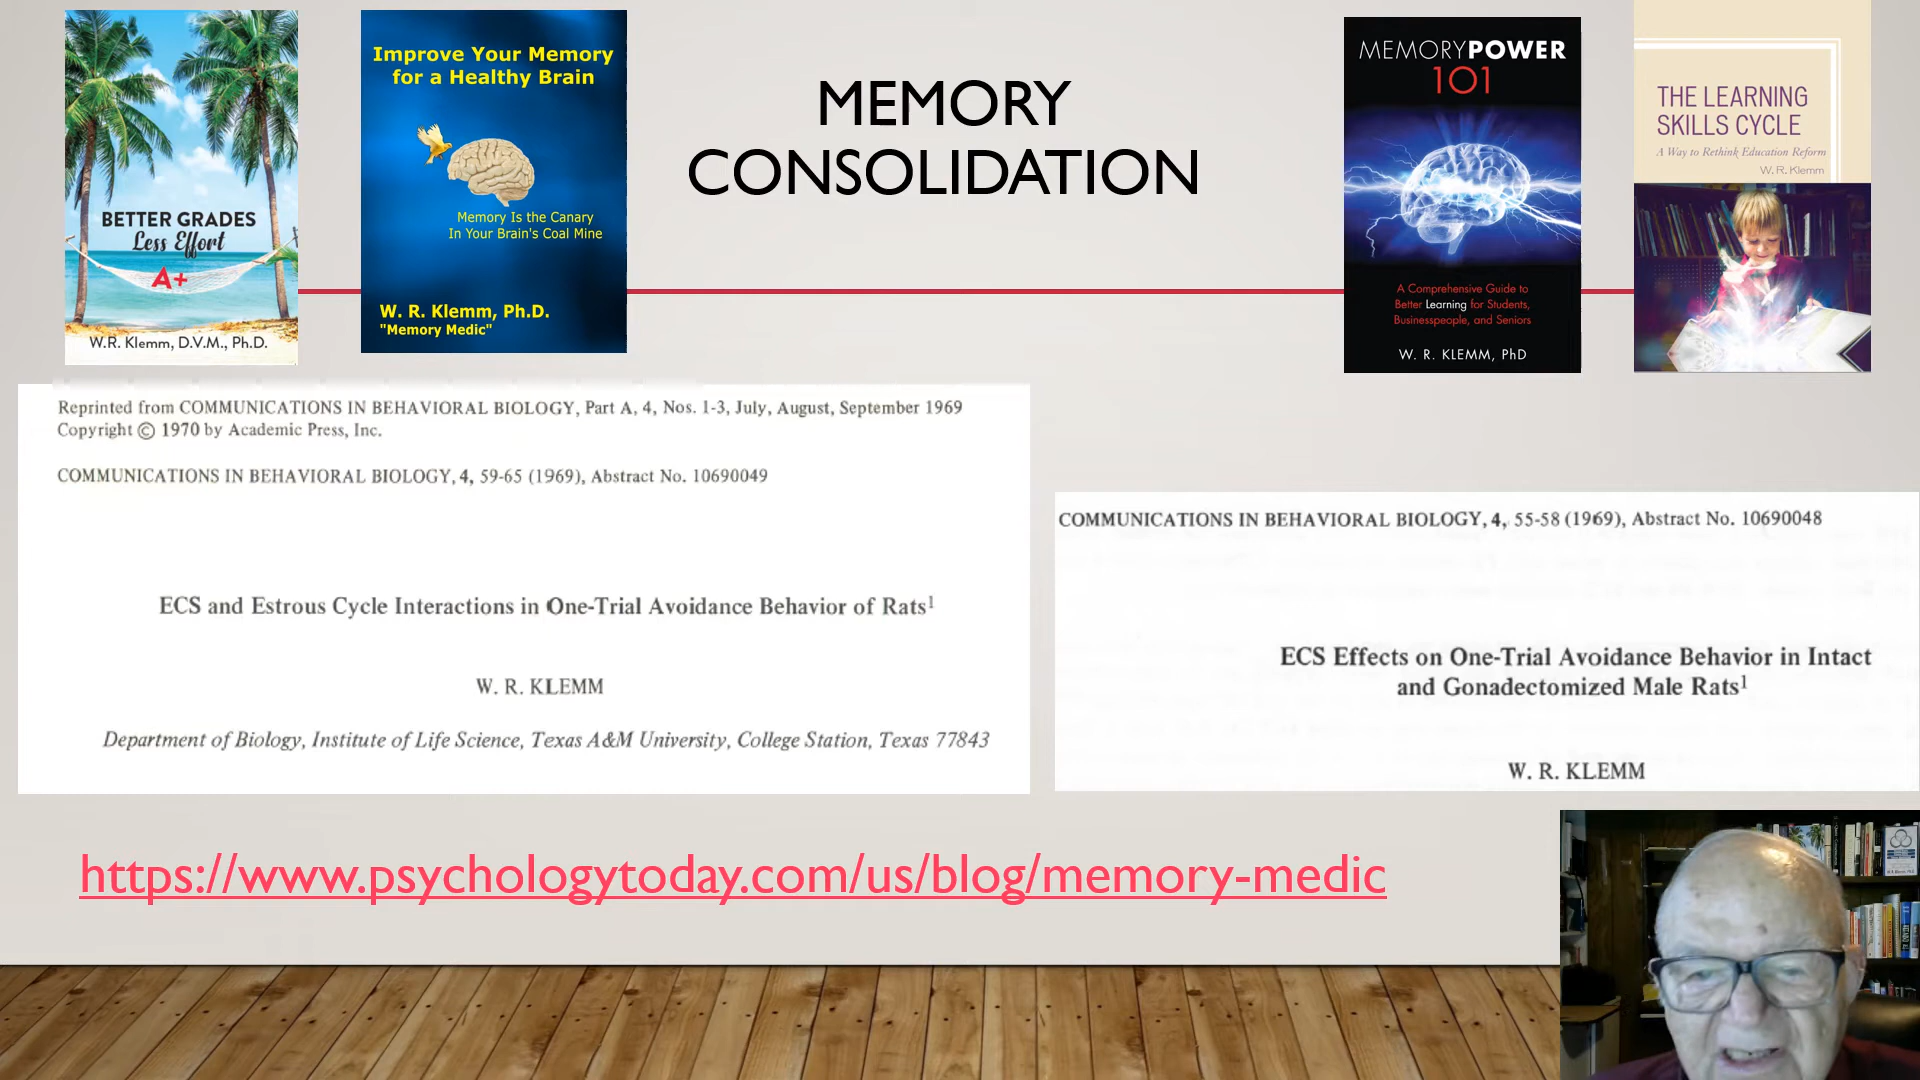 BETTER GRADES
Less Effort
A+
W.R. Klemm, D.V.M., Ph.D.
Improve Your Memory
for a Healthy Brain
Memory Is the Canary
In Your Brain's Coal Mine
W. R. Klemm, Ph.D.
"Memory Medic"
MEMORY
CONSOLIDATION
MEMORYPOWER
101
A Comprehensive Guide to
Better Learning for Students,
Businesspeople, and Seniors
W. R. KLEMM, PhD
THE LEARNING
SKILLS CYCLE
A Way to Rethink Education Reform
W. R. Klemm
Reprinted from COMMUNICATIONS IN BEHAVIORAL BIOLOGY, Part A, 4, Nos. 1-3, July, August, September 1969
Copyright © 1970 by Academic Press, Inc.
COMMUNICATIONS IN BEHAVIORAL BIOLOGY, 4, 59-65 (1969), Abstract No. 10690049
ECS and Estrous Cycle Interactions in One-Trial Avoidance Behavior of Rats¹
W. R. KLEMM
Department of Biology, Institute of Life Science, Texas A&M University, College Station, Texas 77843
COMMUNICATIONS IN BEHAVIORAL BIOLOGY, 4, 55-58 (1969), Abstract No. 10690048
ECS Effects on One-Trial Avoidance Behavior in Intact
and Gonadectomized Male Rats¹
W. R. KLEMM
https://www.psychologytoday.com/us/blog/memory-medic